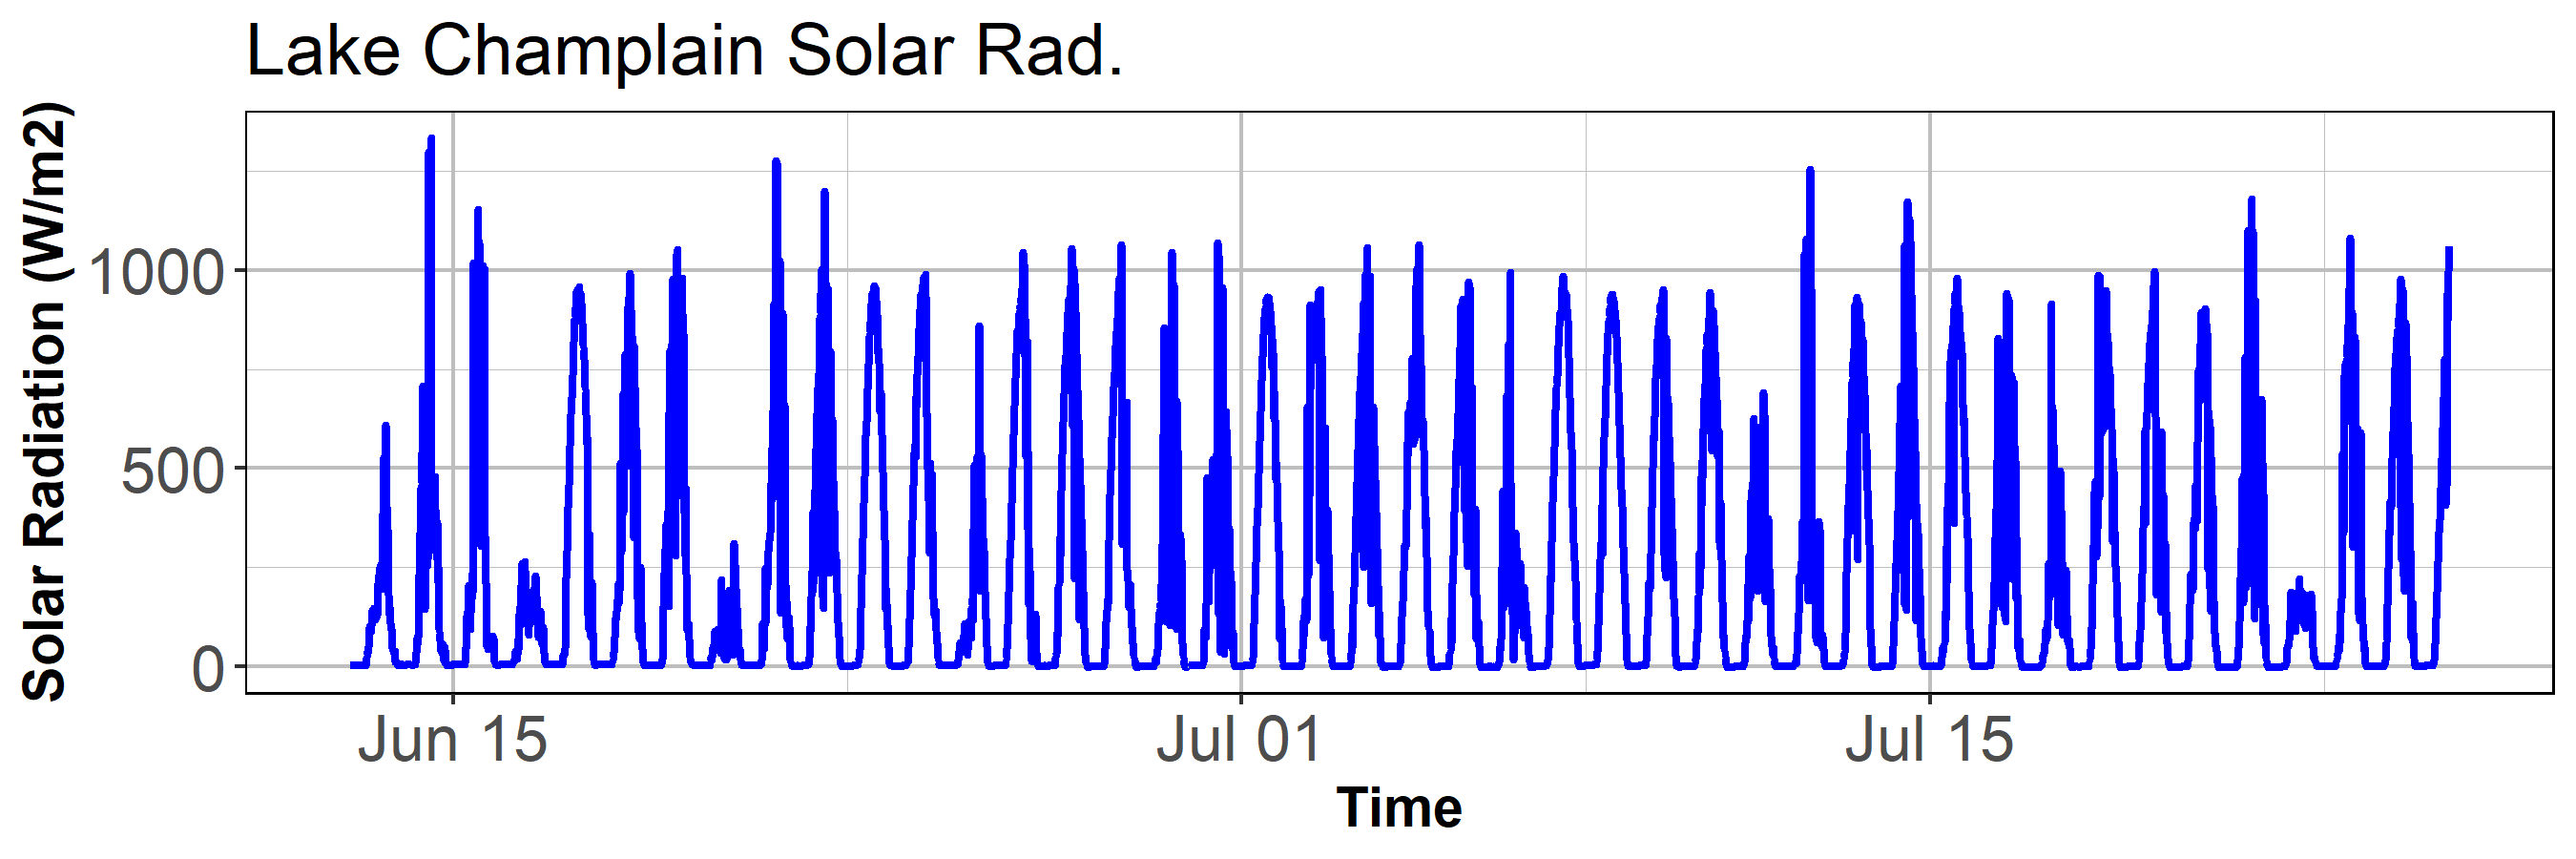 Lake Champlain Solar Rad.
Solar Radiation (W/m2)
1000
500
0
Jun 15
Jul 01
Jul 15
Time